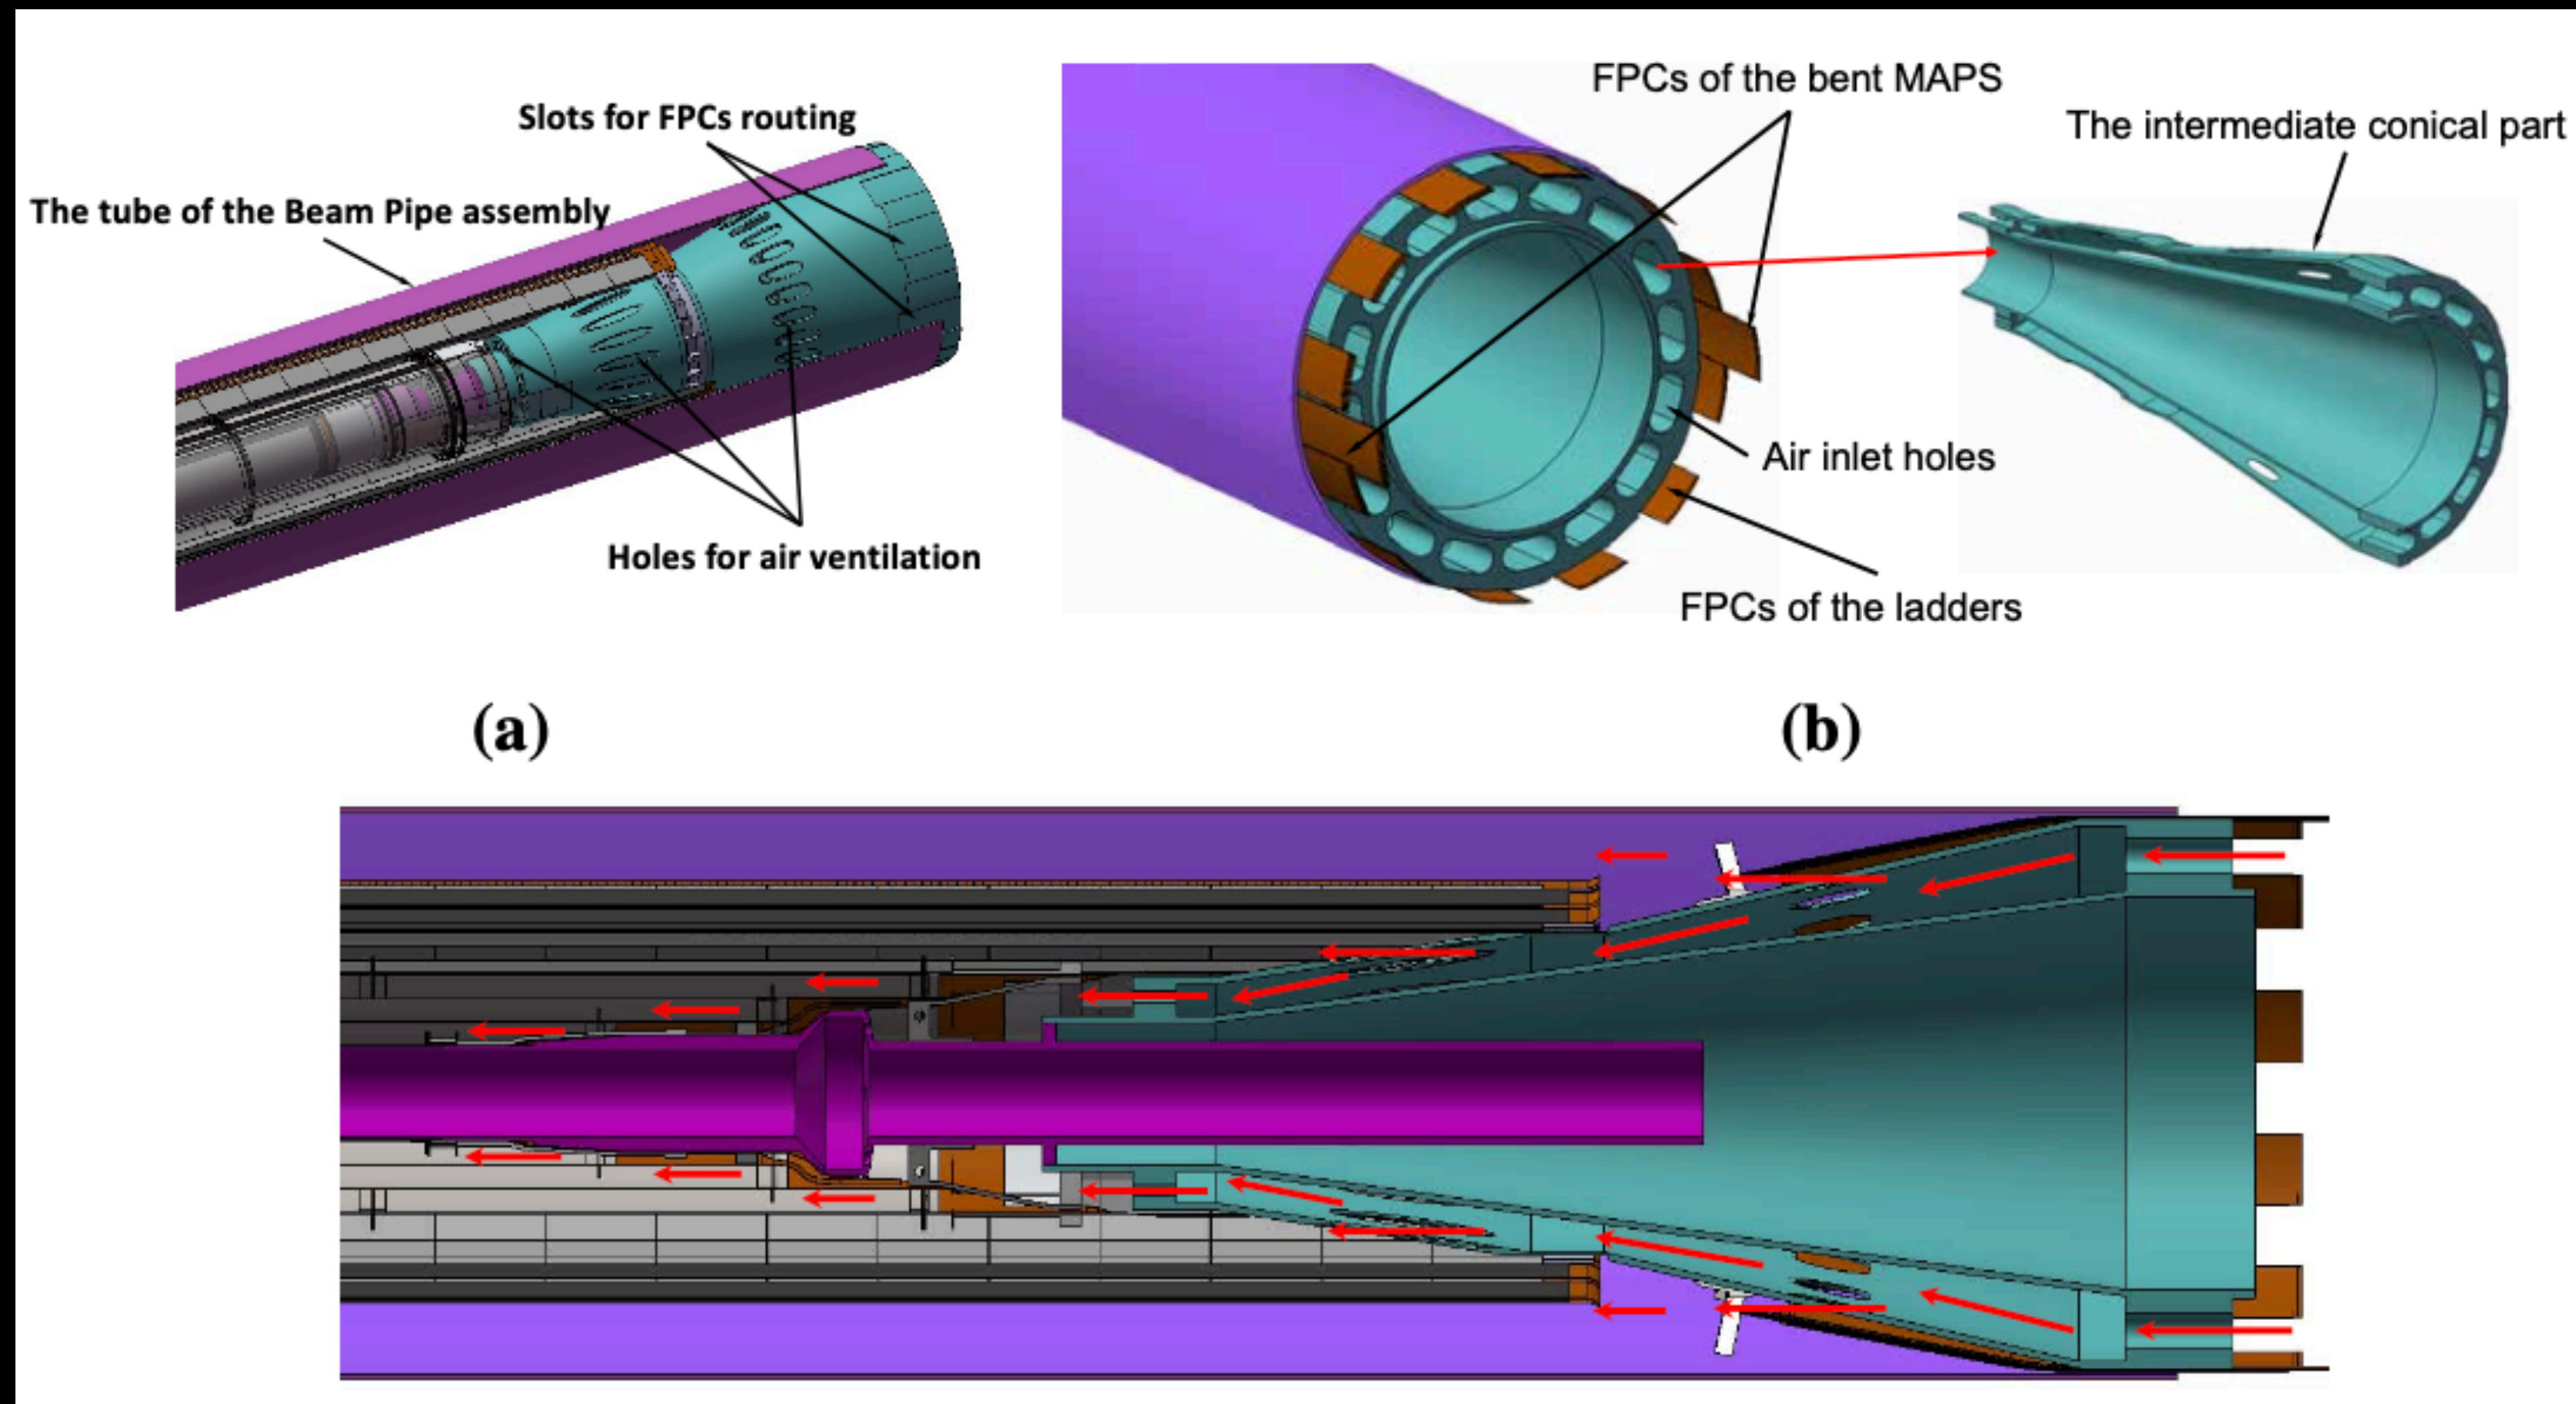 FPCs of the bent MAPS
Slots for FPCs routing
The intermediate conical part
The tube of the Beam Pipe assembly
Air inlet holes
Holes for air ventilation
FPCs of the ladders
(a)
(b)